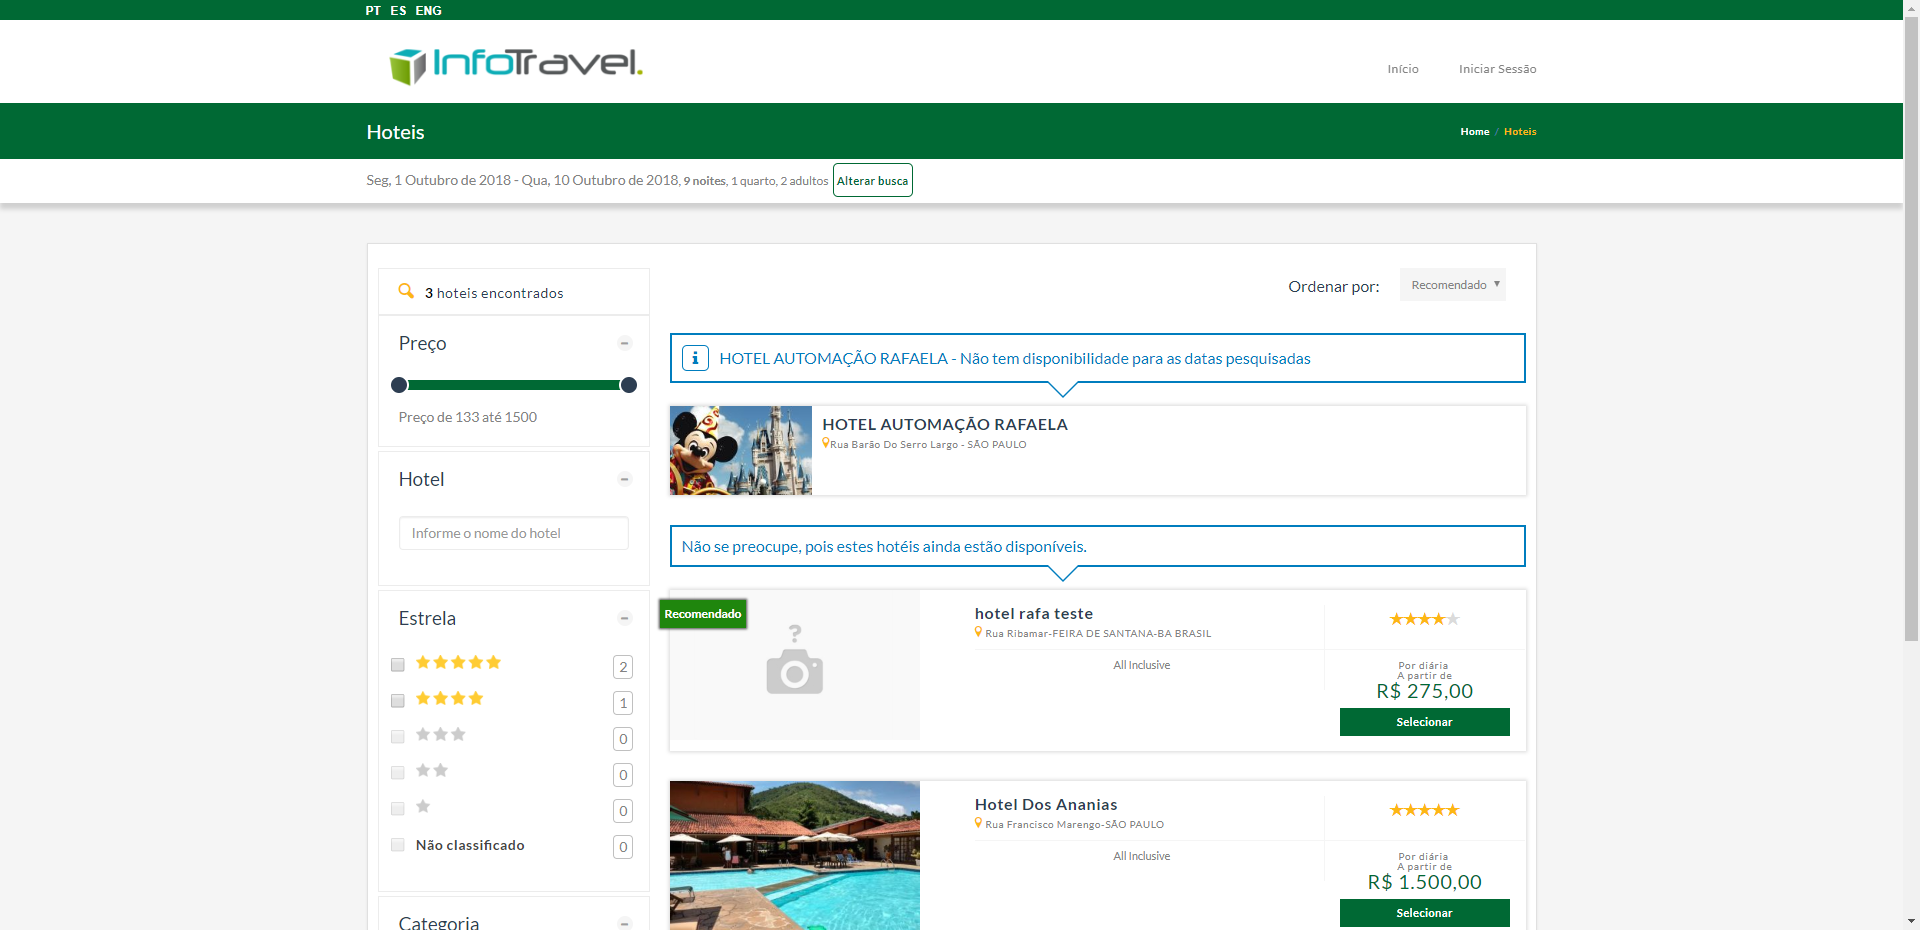 PT ES ENG
InfoTravel.
Início Iniciar Sessão
Hoteis
Home / Hoteis
Seg, 1 Outubro de 2018 - Qua, 10 Outubro de 2018, 9 noites, 1 quarto, 2 adultos Alterar busca
3 hoteis encontrados
Preço
Preço de 133 até 1500
Hotel
Informe o nome do hotel
Estrela
2
1
0
0
0
Não classificado 0
Categoria
Ordenar por: Recomendado
HOTEL AUTOMAÇÃO RAFAELA - Não tem disponibilidade para as datas pesquisadas
HOTEL AUTOMAÇÃO RAFAELA
Rua Barão Do Serro Largo - SÃO PAULO
Não se preocupe, pois estes hotéis ainda estão disponíveis.
Recomendado
hotel rafa teste
Rua Ribamar-FEIRA DE SANTANA-BA BRASIL
All Inclusive
Por diária
A partir de
R$ 275,00
Selecionar
Hotel Dos Ananias
Rua Francisco Marengo-SÃO PAULO
All Inclusive
Por diária
A partir de
R$ 1.500,00
Selecionar